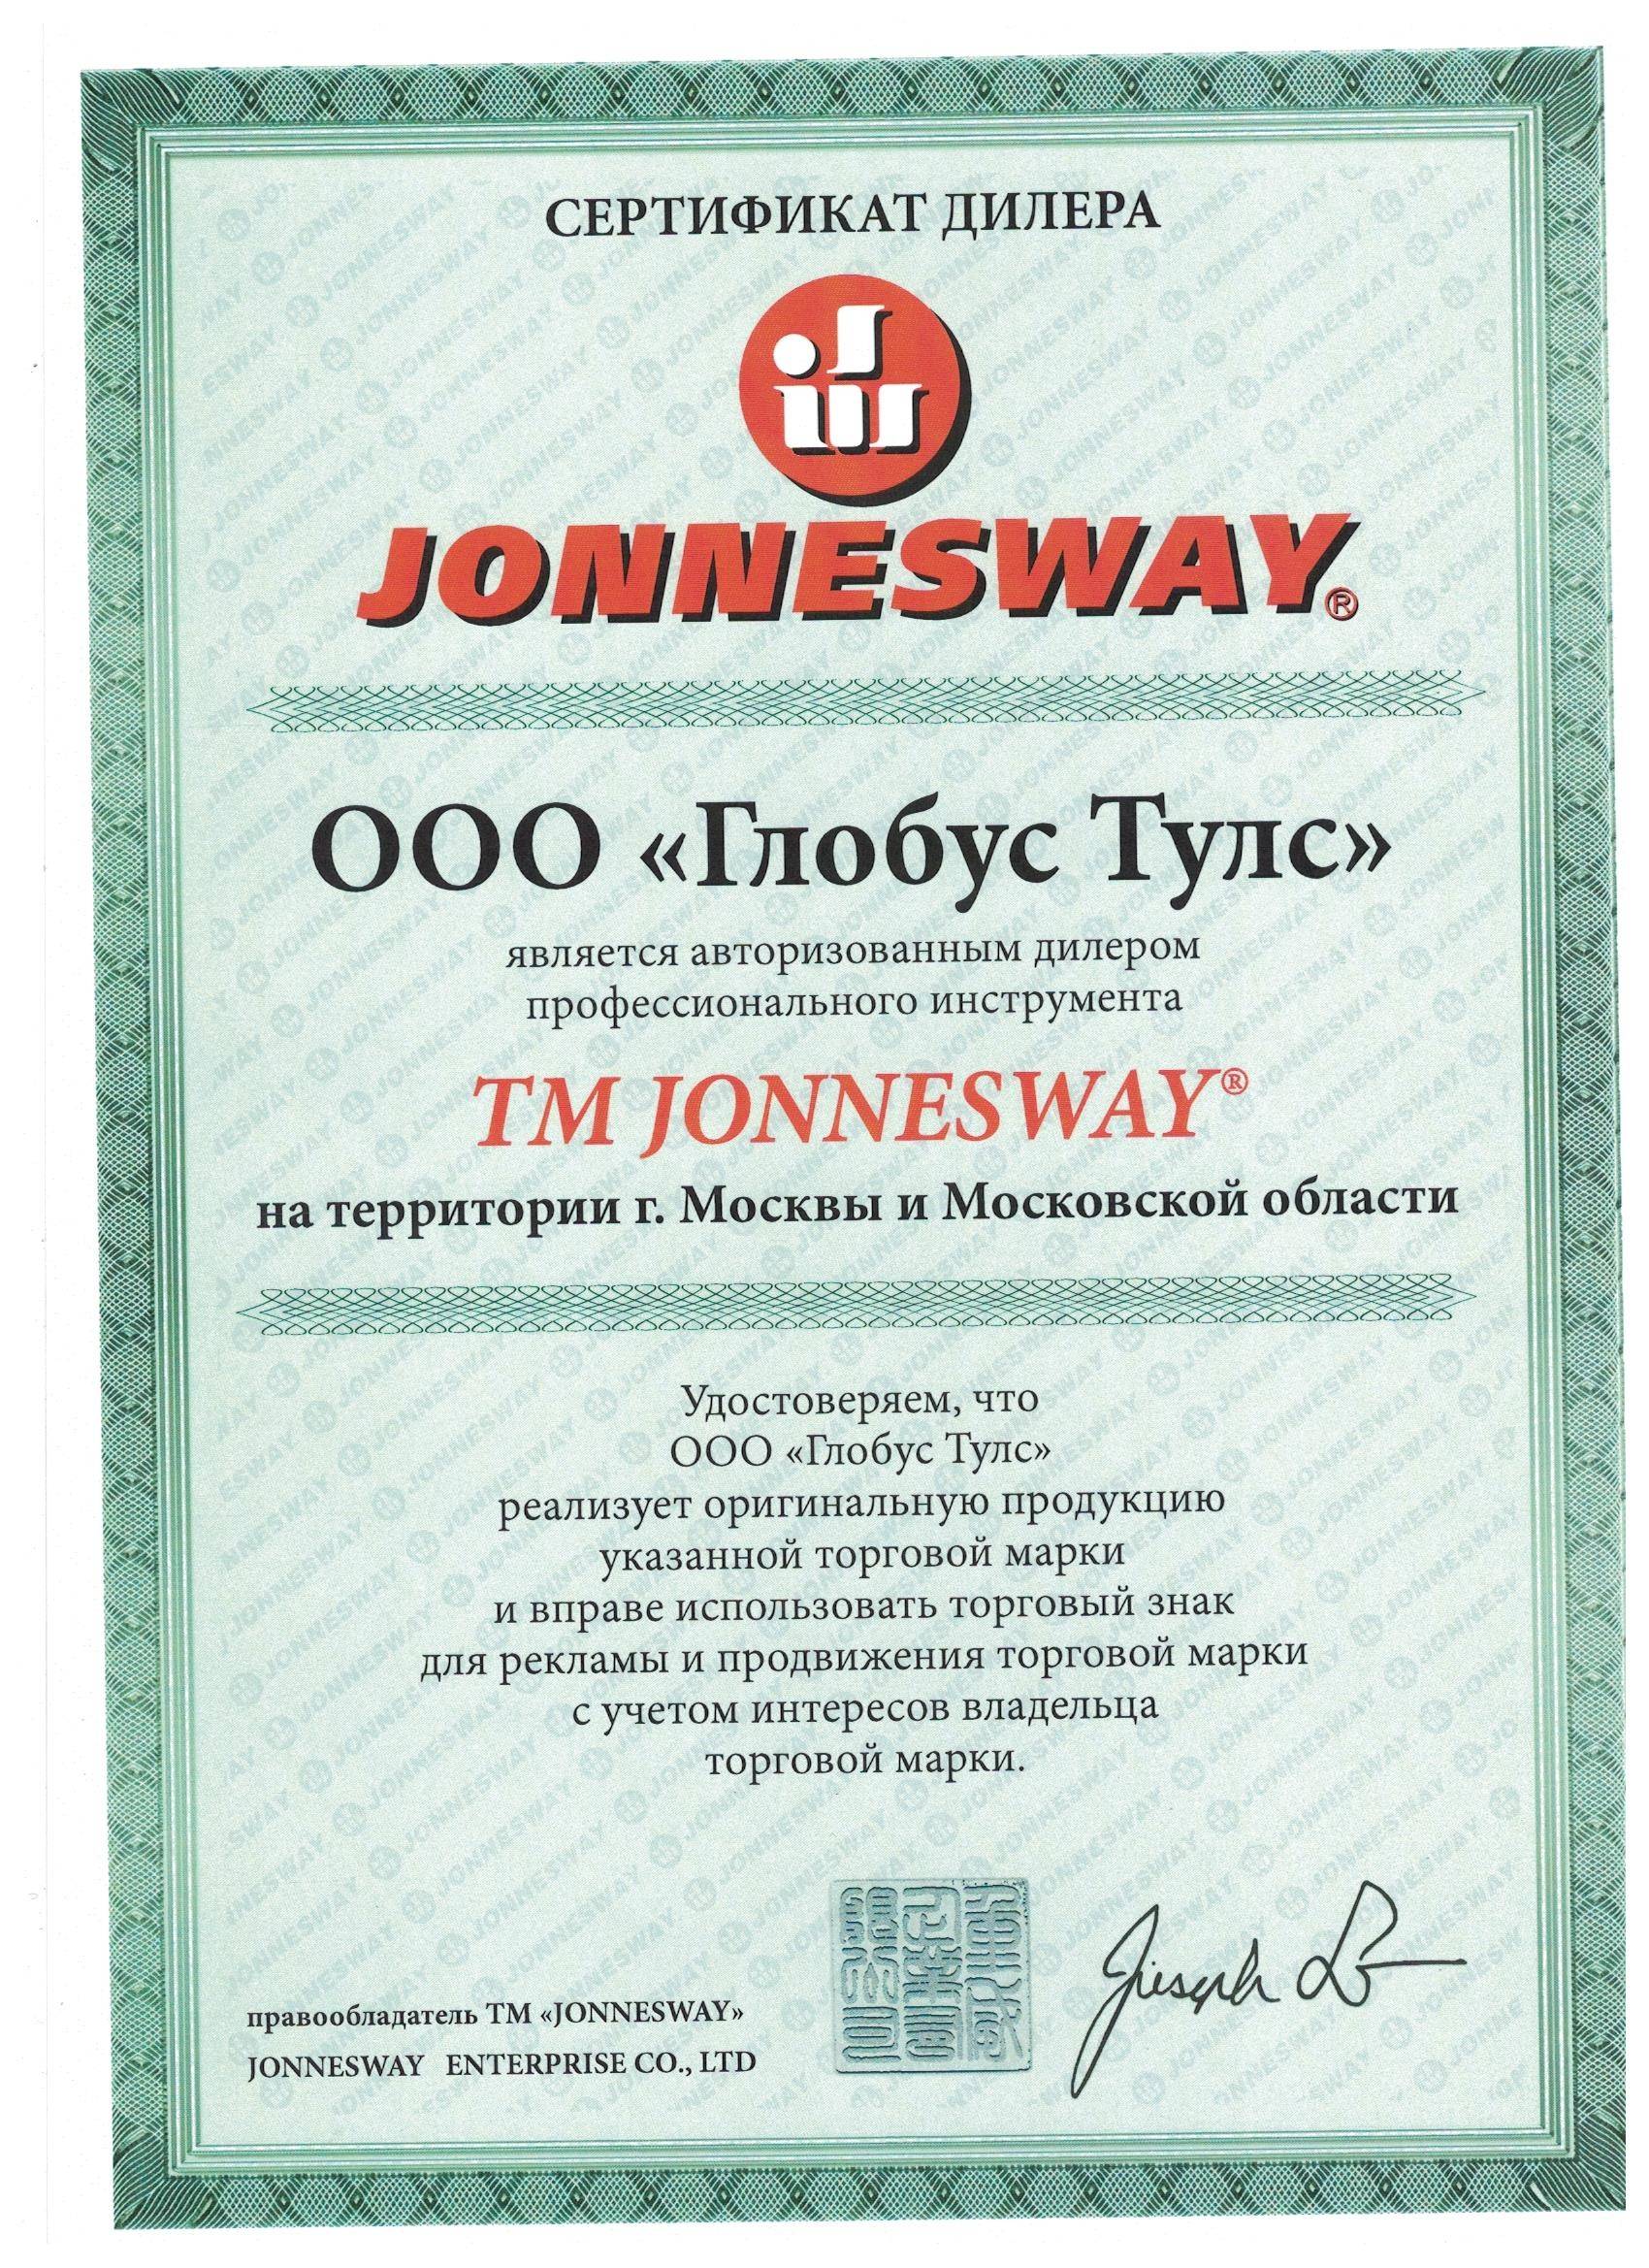 СЕРТИФИКАТ ДИЛЕРА
JONNESWAY®
ООО «Глобус Тулс»
является авторизованным дилером
профессионального инструмента
ТМ JONNESWAY®
на территории г. Москвы и Московской области
Удостоверяем, что
ООО «Глобус Тулс»
реализует оригинальную продукцию
указанной торговой марки
и вправе использовать торговый знак
для рекламы и продвижения торговой марки
с учетом интересов владельца
торговой марки.
правообладатель ТМ «JONNESWAY»
JONNESWAY ENTERPRISE CO., LTD